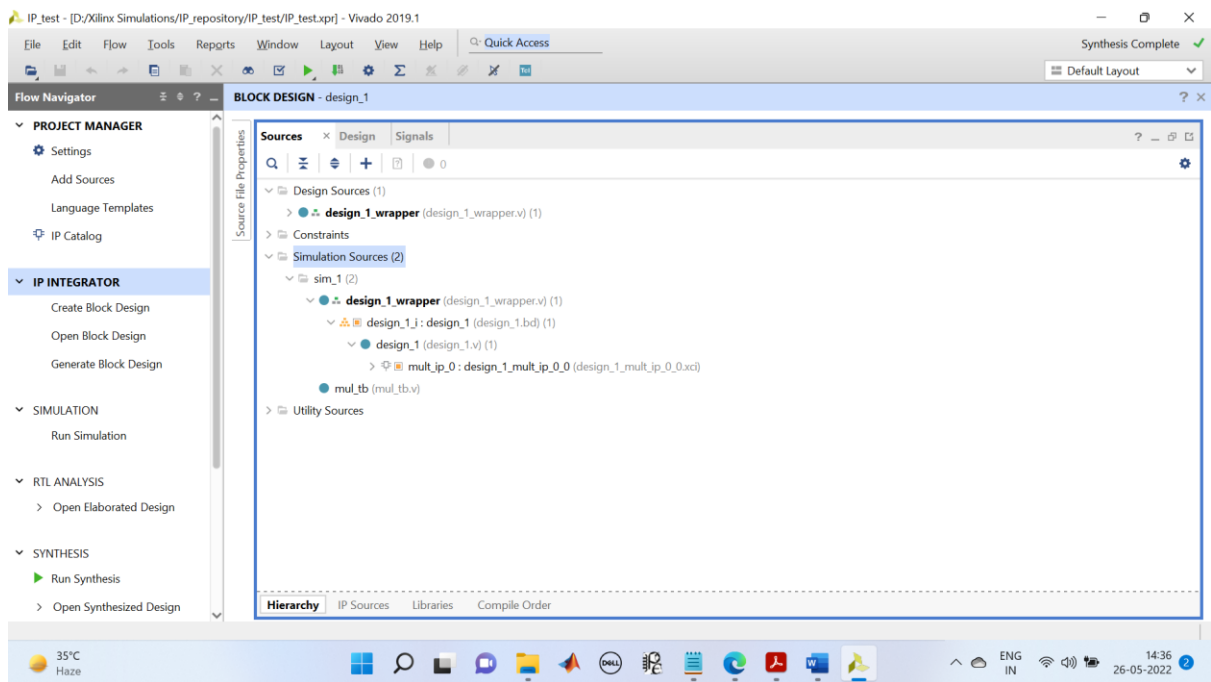 IP_test - [D:/Xilinx Simulations/IP_repository/IP_test/IP_test.xpr] - Vivado 2019.1
File Edit Flow Tools Reports Window Layout View Help Quick Access Synthesis Complete
Default Layout
Flow Navigator
BLOCK DESIGN - design_1
PROJECT MANAGER
Settings
Add Sources
Language Templates
IP Catalog
IP INTEGRATOR
Create Block Design
Open Block Design
Generate Block Design
SIMULATION
Run Simulation
RTL ANALYSIS
Open Elaborated Design
SYNTHESIS
Run Synthesis
Open Synthesized Design
Source File Properties
Sources Design Signals
0
Design Sources (1)
design_1_wrapper (design_1_wrapper.v) (1)
Constraints
Simulation Sources (2)
sim_1 (2)
design_1_wrapper (design_1_wrapper.v) (1)
design_1_i : design_1 (design_1.bd) (1)
design_1 (design_1.v) (1)
mult_ip_0 : design_1_mult_ip_0_0 (design_1_mult_ip_0_0.xci)
mul_tb (mul_tb.v)
Utility Sources
Hierarchy IP Sources Libraries Compile Order
35°C
Haze
DELL
ENG
IN
14:36
26-05-2022
2